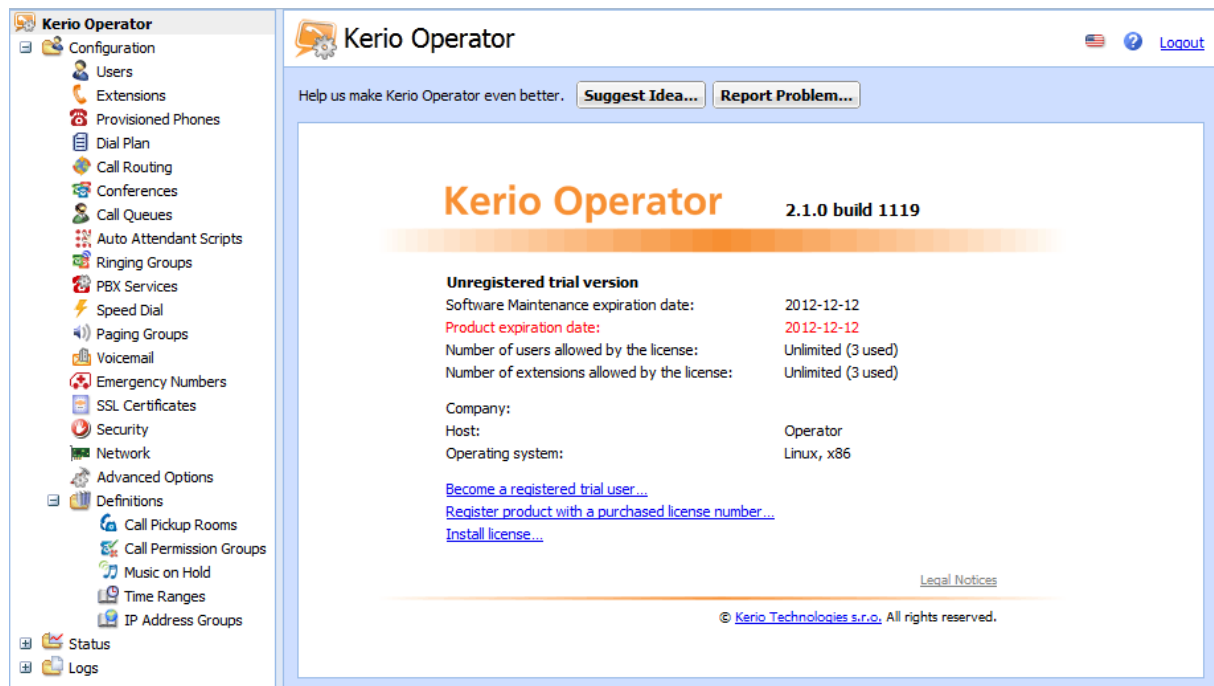 Kerio Operator
Configuration
Users
Extensions
Provisioned Phones
Dial Plan
Call Routing
Conferences
Call Queues
Auto Attendant Scripts
Ringing Groups
PBX Services
Speed Dial
Paging Groups
Voicemail
Emergency Numbers
SSL Certificates
Security
Network
Advanced Options
Definitions
Call Pickup Rooms
Call Permission Groups
Music on Hold
Time Ranges
IP Address Groups
Status
Logs
Kerio Operator
Logout
Help us make Kerio Operator even better. Suggest Idea... Report Problem...
Kerio Operator 2.1.0 build 1119
Unregistered trial version
Software Maintenance expiration date: 2012-12-12
Product expiration date: 2012-12-12
Number of users allowed by the license: Unlimited (3 used)
Number of extensions allowed by the license: Unlimited (3 used)
Company:
Host: Operator
Operating system: Linux, x86
Become a registered trial user...
Register product with a purchased license number...
Install license...
Legal Notices
© Kerio Technologies s.r.o. All rights reserved.